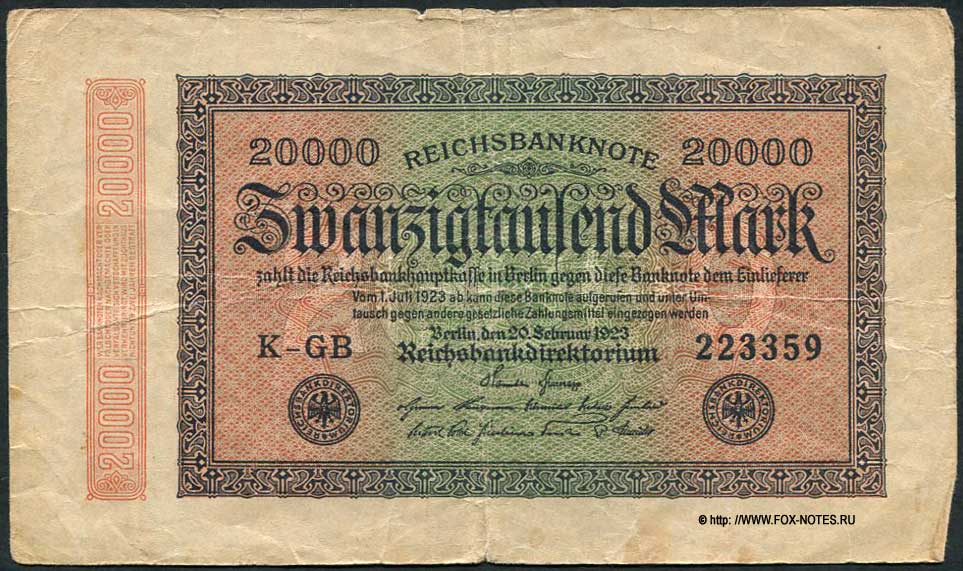 20000 REICHSBANKNOTE 20000
Zwanzigtausend Mark
zahlt die Reichsbankhauptkasse in Berlin gegen diese Banknote dem Einlieferer
Vom 1. Juli 1923 ab kann diese Banknote aufgerufen und unter Um-
tausch gegen andere gesetzliche Zahlungsmittel eingezogen werden
Berlin, den 20. Februar 1923
K-GB Reichsbankdirektorium 223359
REICHSBANKDIREKTORIUM
REICHSBANKDIREKTORIUM
20000
20000
© http: //WWW.FOX-NOTES.RU